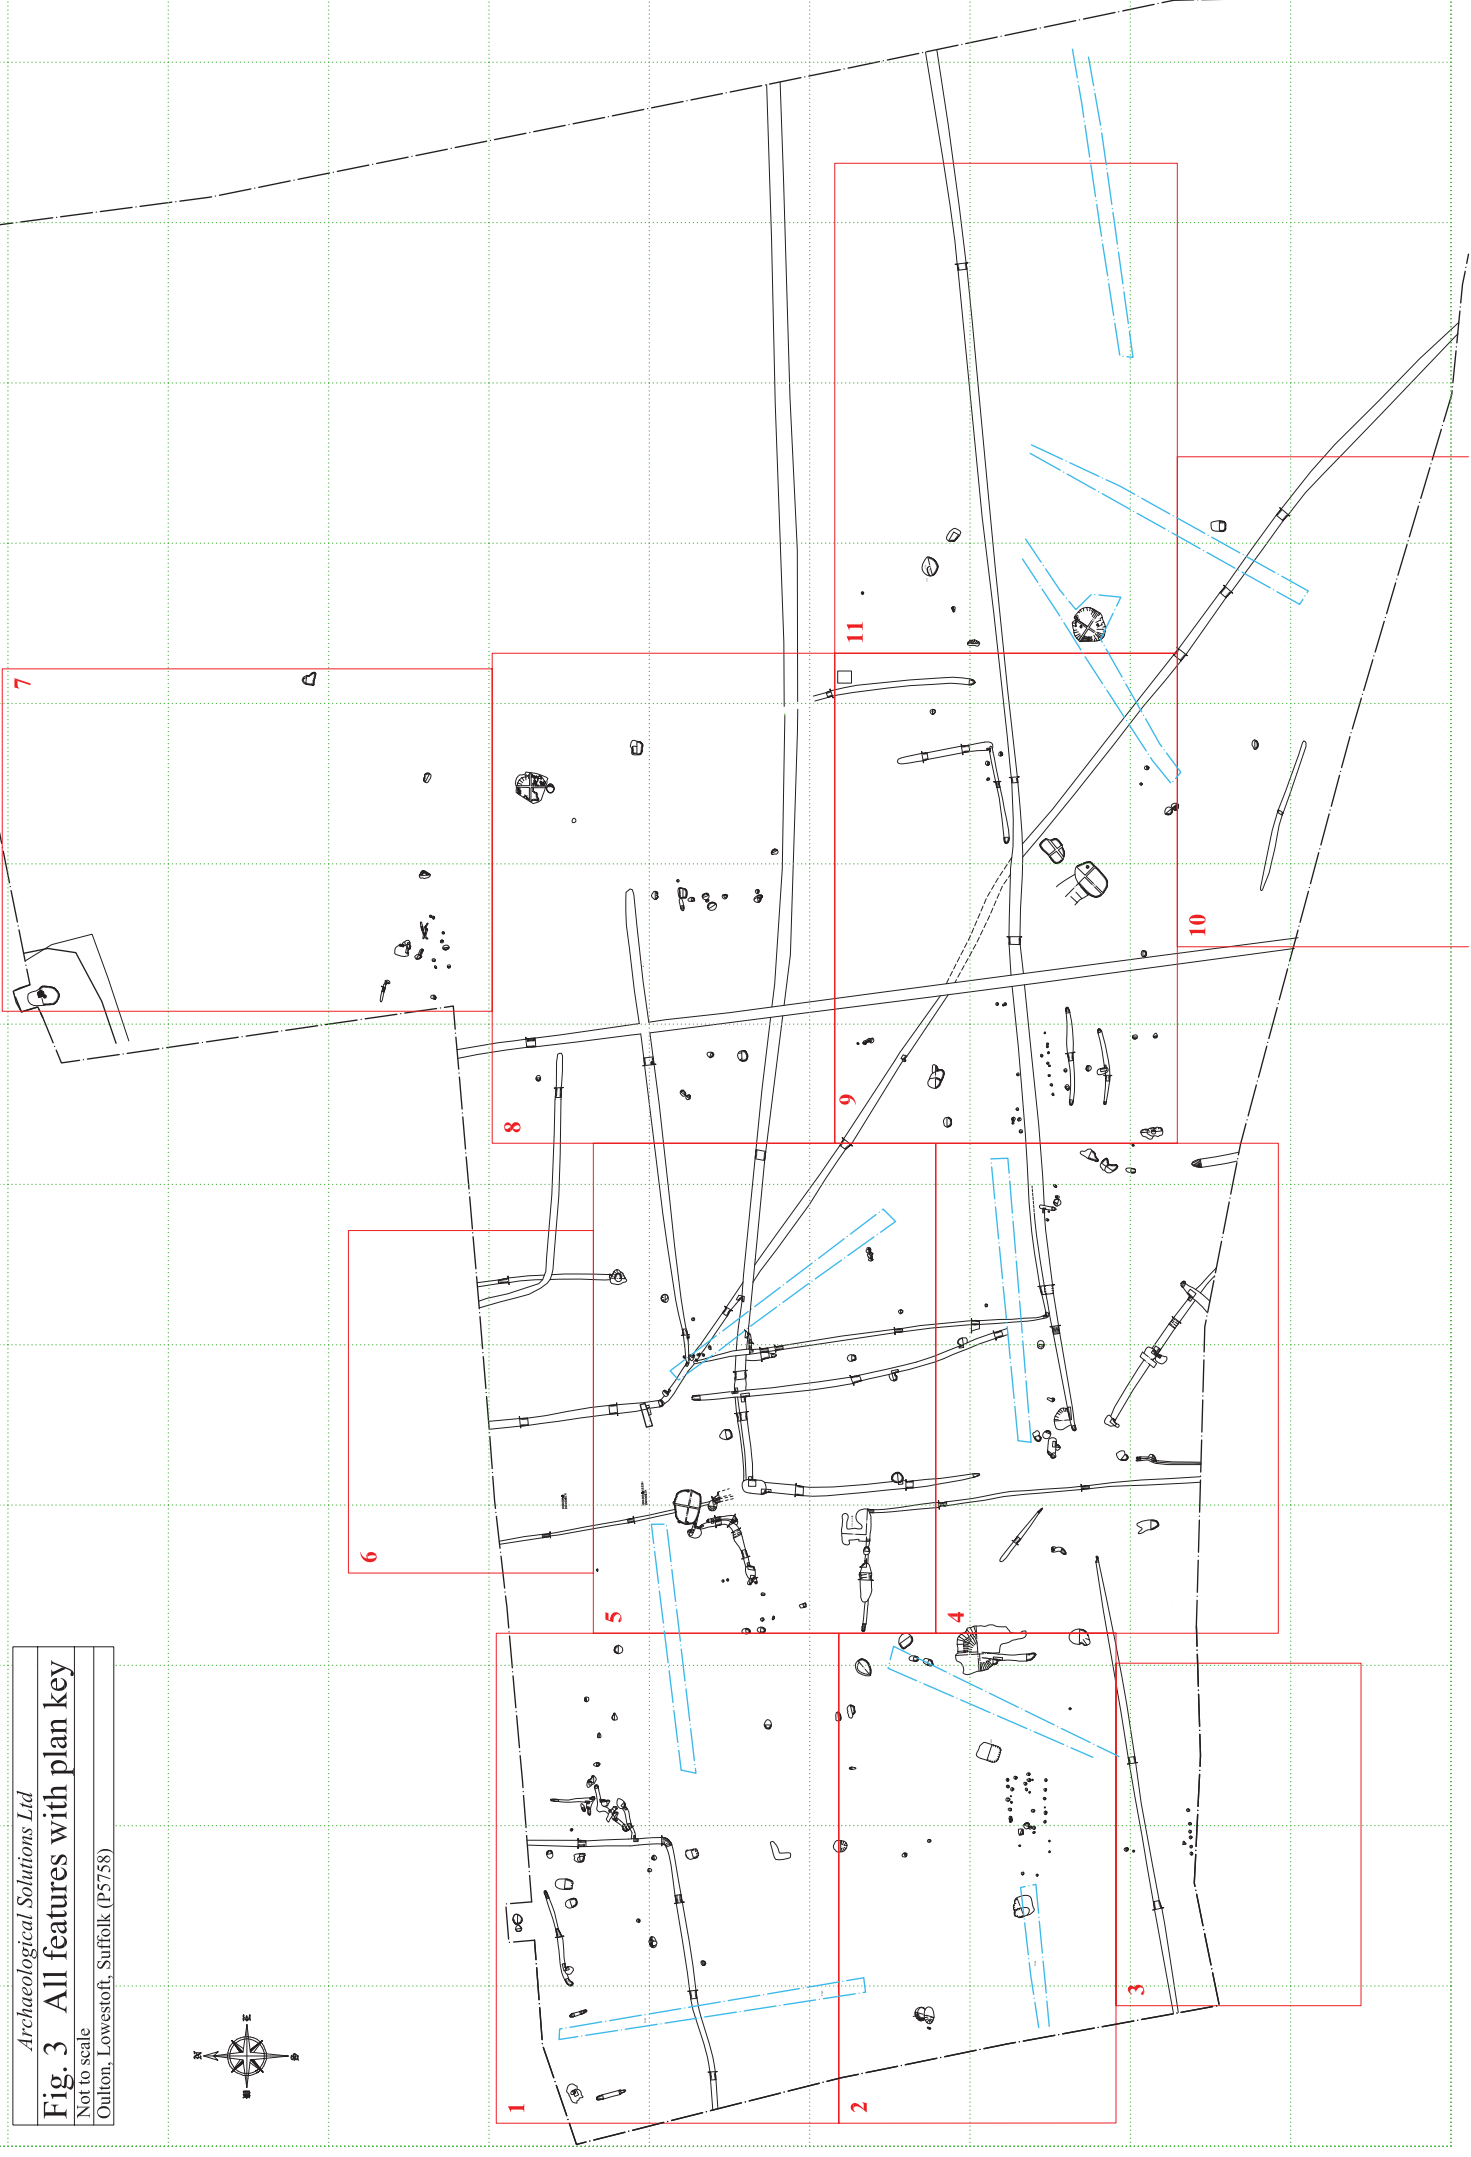 Archaeological Solutions Ltd
Fig. 3 All features with plan key
Not to scale
Oulton, Lowestoft, Suffolk (P5758)
N
E
S
W
1
2
3
4
5
6
7
8
9
10
11